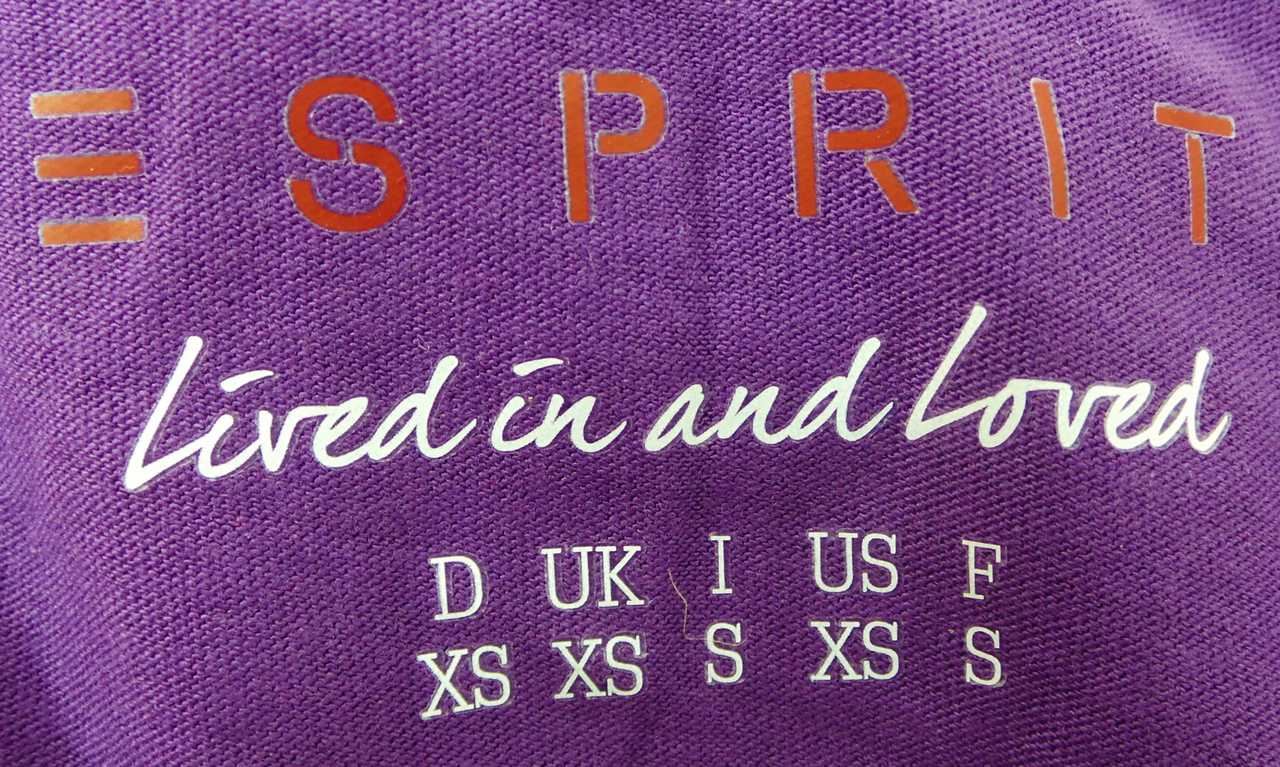 ESPRIT
Lived in and Loved
D UK I US F
XS XS S XS S